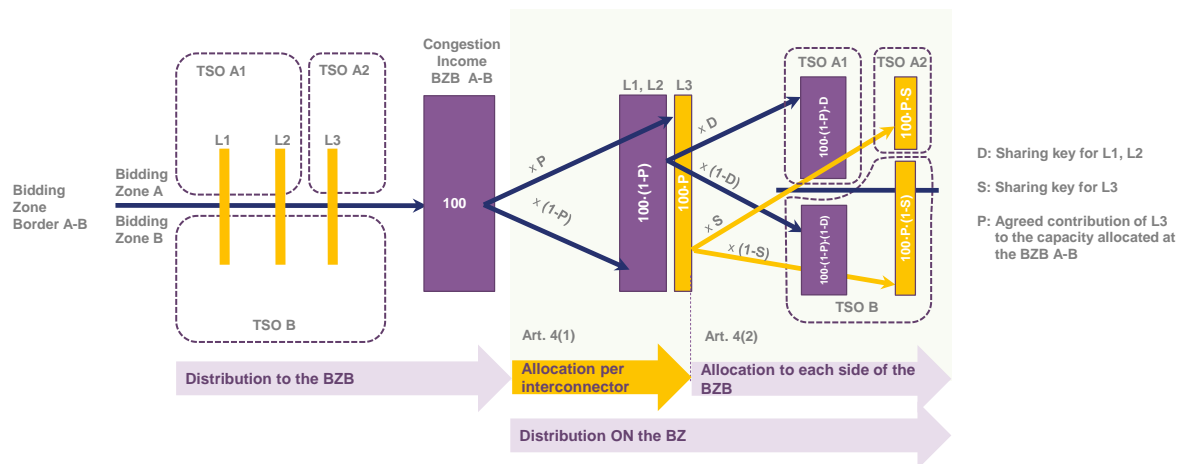 TSO A1
TSO A2
L1
L2
L3
Bidding
Zone
Border A-B
Bidding
Zone A
Bidding
Zone B
TSO B
Congestion
Income
BZB A-B
100
x P
x (1-P)
L1, L2
L3
100·(1-P)
100·P
x D
x (1-D)
x S
x (1-S)
TSO A1
TSO A2
100·(1-P)·D
100·P·S
100·(1-P)·(1-D)
100·P·(1-S)
TSO B
D: Sharing key for L1, L2
S: Sharing key for L3
P: Agreed contribution of L3
to the capacity allocated at
the BZB A-B
Art. 4(1)
Art. 4(2)
Distribution to the BZB
Allocation per
interconnector
Allocation to each side of the
BZB
Distribution ON the BZ